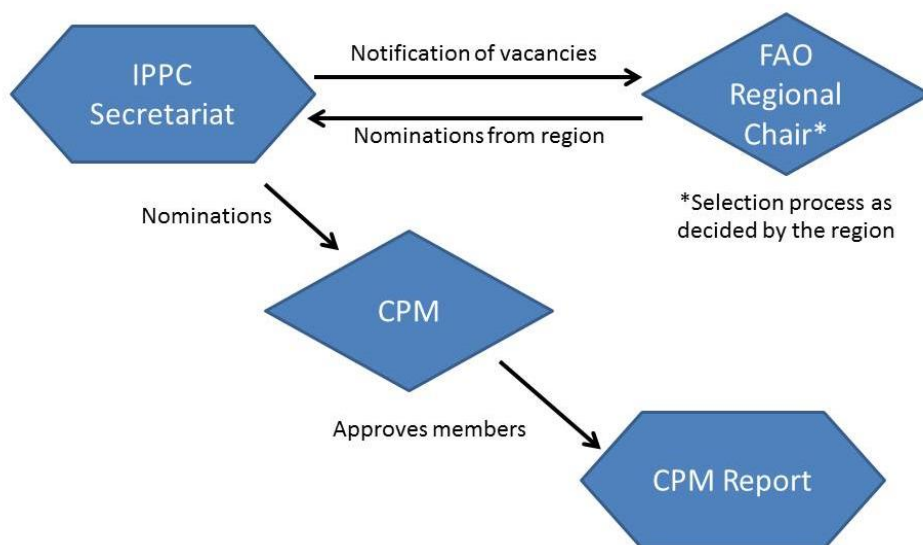 IPPC
Secretariat
Notification of vacancies
Nominations from region
FAO
Regional
Chair*
*Selection process as
decided by the region
Nominations
CPM
Approves members
CPM Report